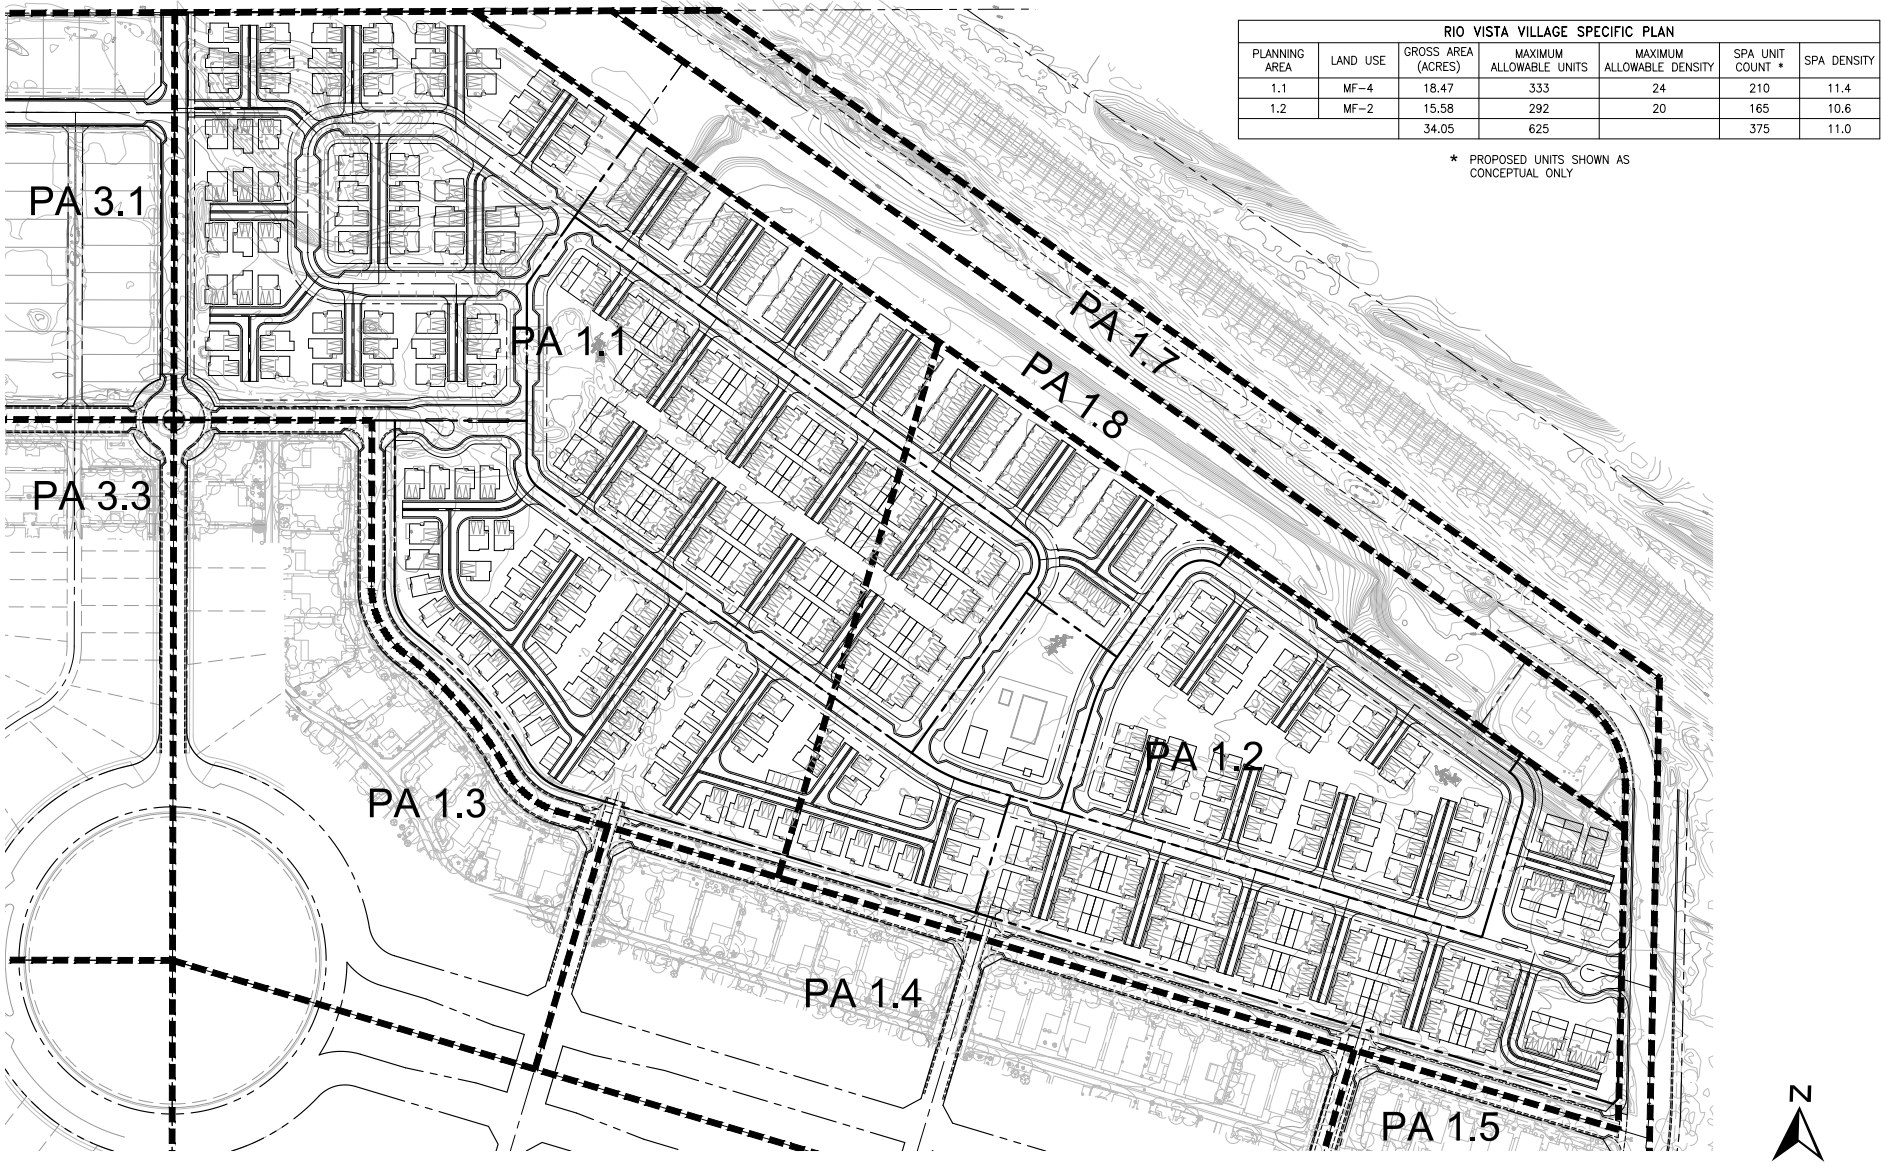 RIO VISTA VILLAGE SPECIFIC PLAN
PLANNING AREA LAND USE GROSS AREA (ACRES) MAXIMUM ALLOWABLE UNITS MAXIMUM ALLOWABLE DENSITY SPA UNIT COUNT * SPA DENSITY
1.1 MF-4 18.47 333 24 210 11.4
1.2 MF-2 15.58 292 20 165 10.6
34.05 625 375 11.0
* PROPOSED UNITS SHOWN AS
CONCEPTUAL ONLY
PA 3.1
PA 1.7
PA 1.1
PA 1.8
PA 3.3
PA 1.2
PA 1.3
PA 1.4
PA 1.5
N